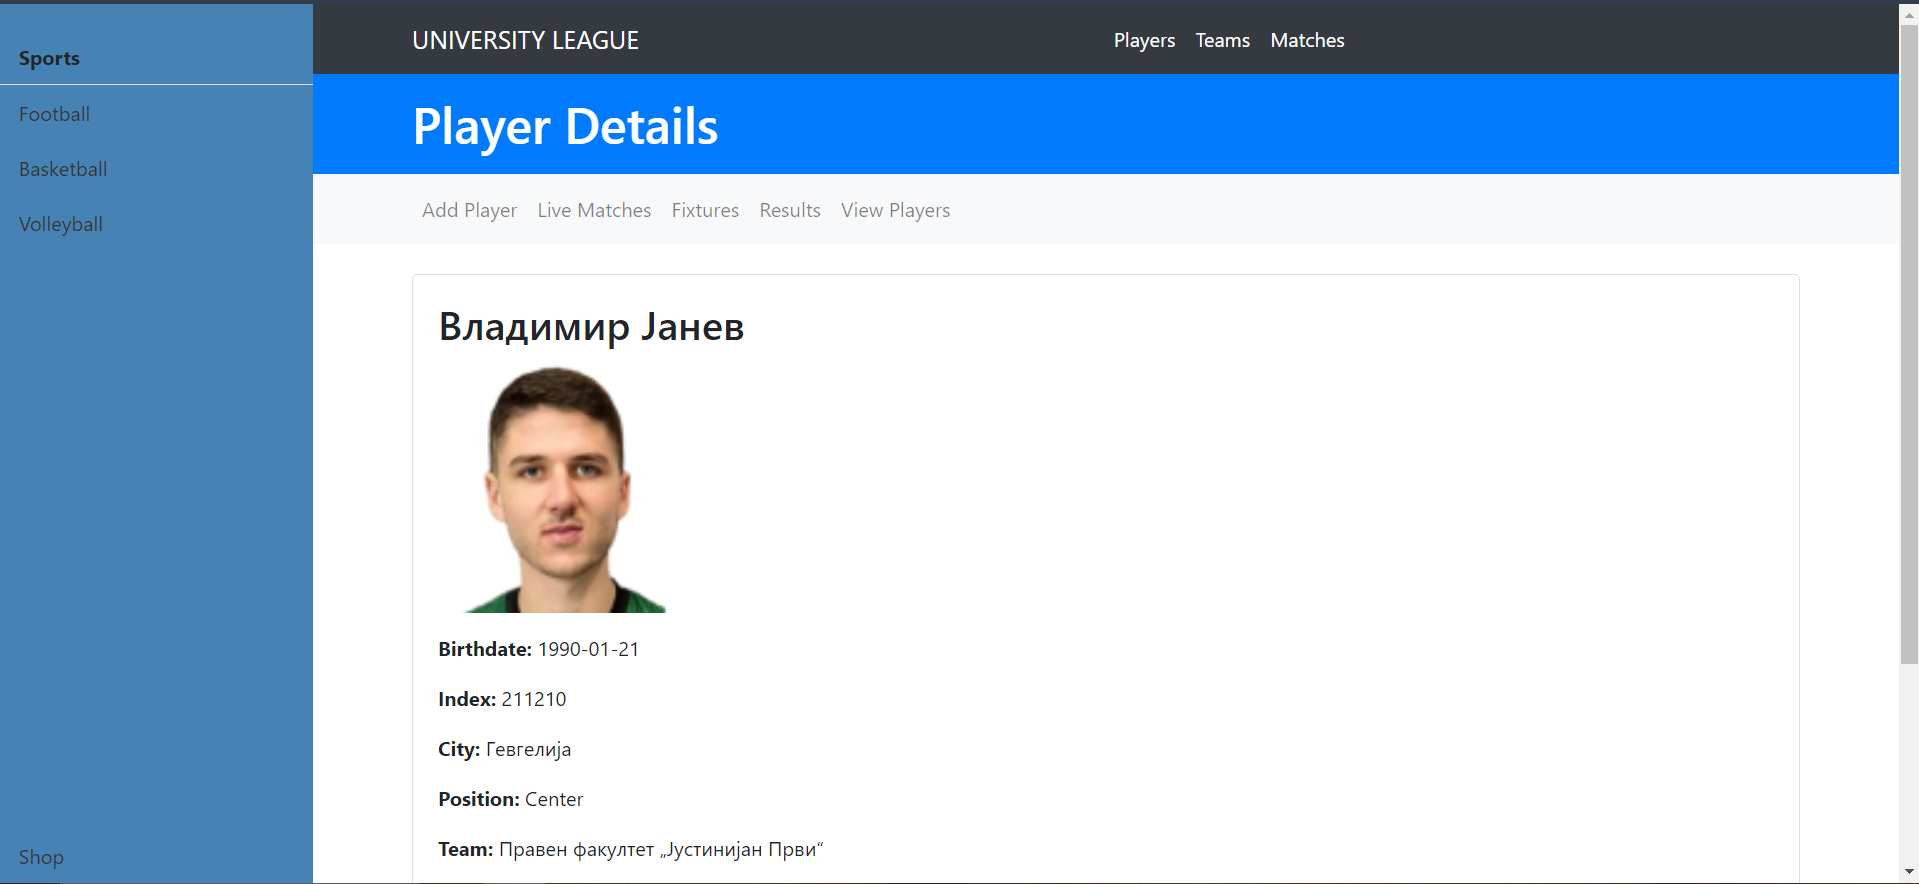 Sports
Football
Basketball
Volleyball
Shop
UNIVERSITY LEAGUE
Players Teams Matches
Player Details
Add Player Live Matches Fixtures Results View Players
Владимир Јанев
Birthdate: 1990-01-21
Index: 211210
City: Гевгелија
Position: Center
Team: Правен факултет „Јустинијан Први“